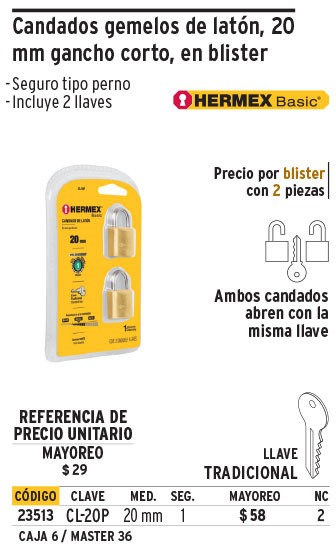 Candados gemelos de latón, 20
mm gancho corto, en blister
- Seguro tipo perno
- Incluye 2 llaves
HERMEX Basic®
Precio por blister
con 2 piezas
HERMEX
Basic
CANDADOS DE LATÓN
20 mm
Ambos candados
abren con la
misma llave
REFERENCIA DE
PRECIO UNITARIO
MAYOREO
$ 29
LLAVE
TRADICIONAL
CÓDIGO CLAVE MED. SEG. MAYOREO NC
23513 CL-20P 20 mm 1 $ 58 2
CAJA 6 / MASTER 36